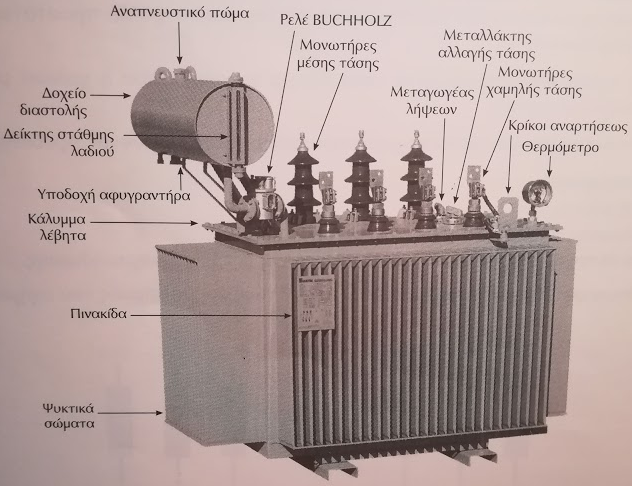 Αναπνευστικό πώμα
Ρελέ BUCHHOLZ
Μονωτήρες
μέσης τάσης
Μεταλλάκτης
αλλαγής τάσης
Μονωτήρες
χαμηλής τάσης
Μεταγωγέας
λήψεων
Κρίκοι αναρτήσεως
Θερμόμετρο
Δοχείο
διαστολής
Δείκτης στάθμης
λαδιού
Υποδοχή αφυγραντήρα
Κάλυμμα
λέβητα
Πινακίδα
Ψυκτικά
σώματα